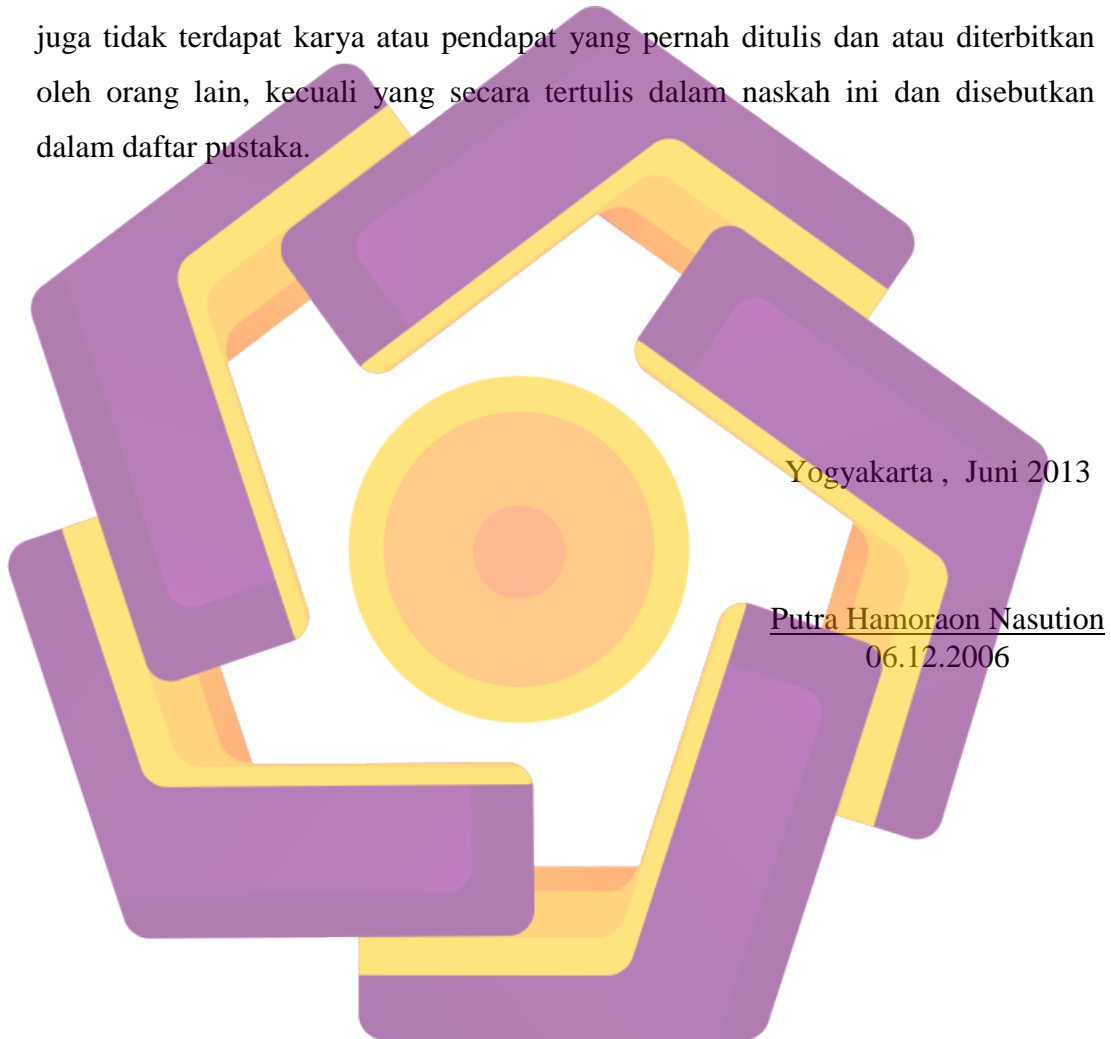 juga tidak terdapat karya atau pendapat yang pernah ditulis dan atau diterbitkan
oleh orang lain, kecuali yang secara tertulis dalam naskah ini dan disebutkan
dalam daftar pustaka.
Yogyakarta , Juni 2013
Putra Hamoraon Nasution
06.12.2006